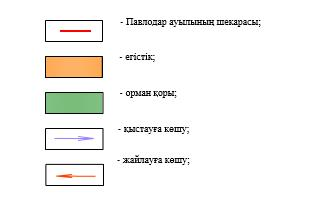 - Павлодар ауылының шекарасы;
- егістік;
- орман қоры;
- қыстауға көшу;
- жайлауға көшу;